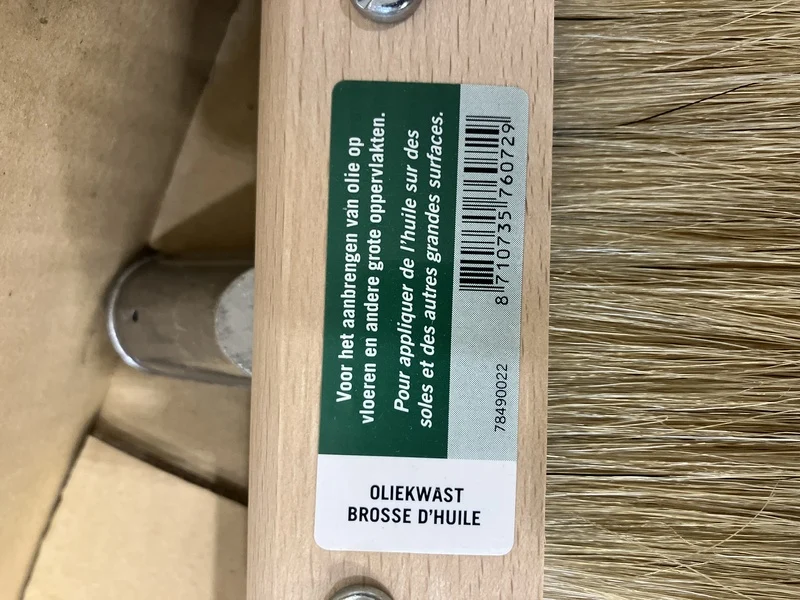 Voor het aanbrengen van olie op
vloeren en andere grote oppervlakten.
Pour appliquer de l'huile sur des
soles et des autres grandes surfaces.
8 710735 760729
78490022
OLIEKWAST
BROSSE D'HUILE